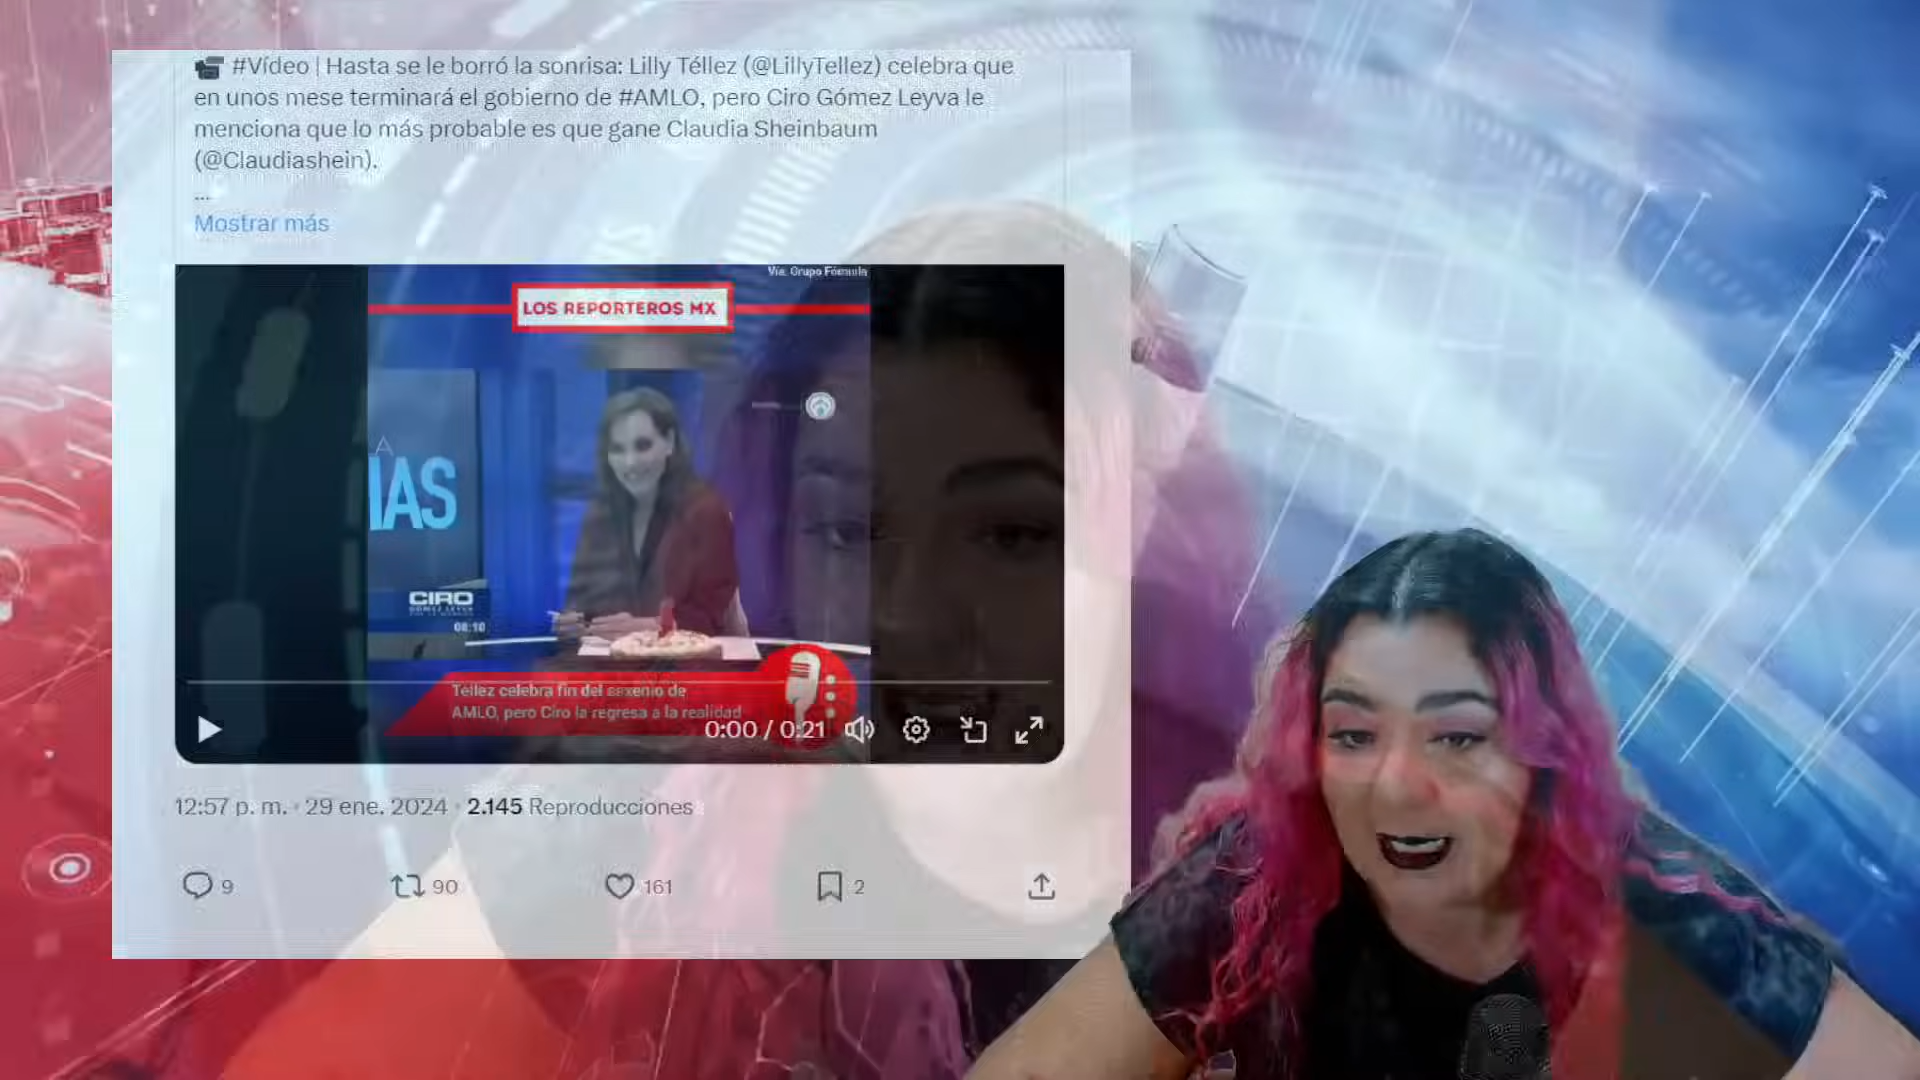 #Vídeo | Hasta se le borró la sonrisa: Lilly Téllez (@LillyTellez) celebra que
en unos mese terminará el gobierno de #AMLO, pero Ciro Gómez Leyva le
menciona que lo más probable es que gane Claudia Sheinbaum
(@Claudiashein).
...
Mostrar más
Vía: Grupo Fórmula
LOS REPORTEROS MX
IAS
CIRO
GÓMEZ LEYVA
08:10
Téllez celebra fin del sexenio de
AMLO, pero Ciro la regresa a la realidad
0:00 / 0:21
12:57 p. m. · 29 ene. 2024 · 2.145 Reproducciones
9 90 161 2